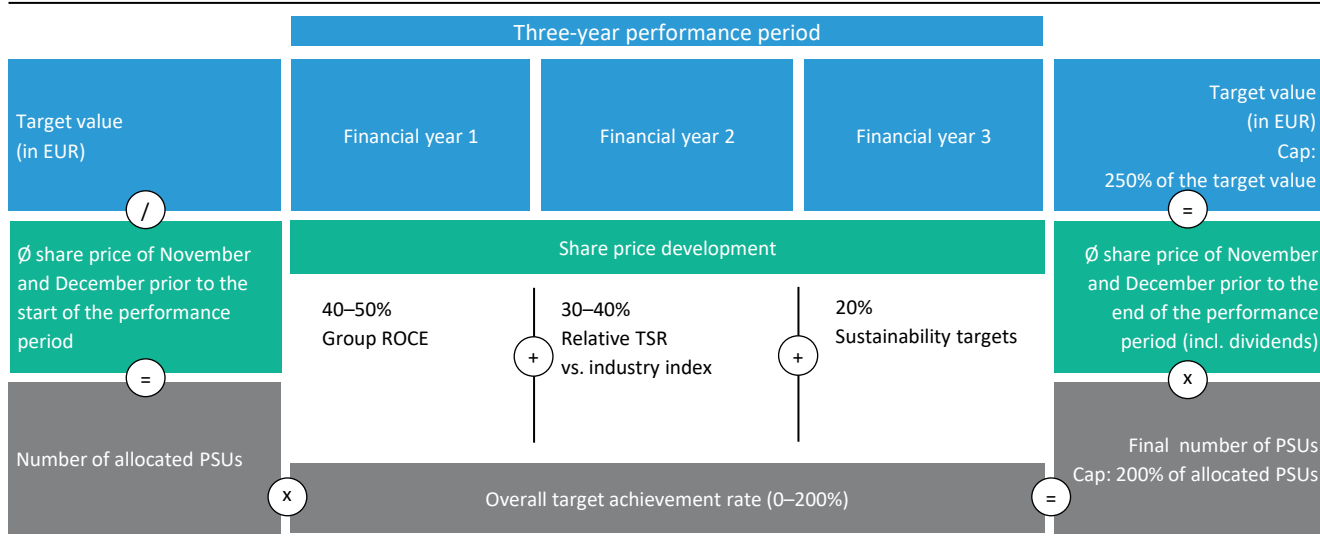 Three-year performance period
Target value
(in EUR)
Financial year 1
Financial year 2
Financial year 3
Target value
(in EUR)
Cap:
250% of the target value
/
=
Ø share price of November
and December prior to the
start of the performance
period
Share price development
40–50%
Group ROCE
+
30–40%
Relative TSR
vs. industry index
+
20%
Sustainability targets
Ø share price of November
and December prior to the
end of the performance
period (incl. dividends)
=
x
Number of allocated PSUs
x
Overall target achievement rate (0–200%)
=
Final number of PSUs
Cap: 200% of allocated PSUs